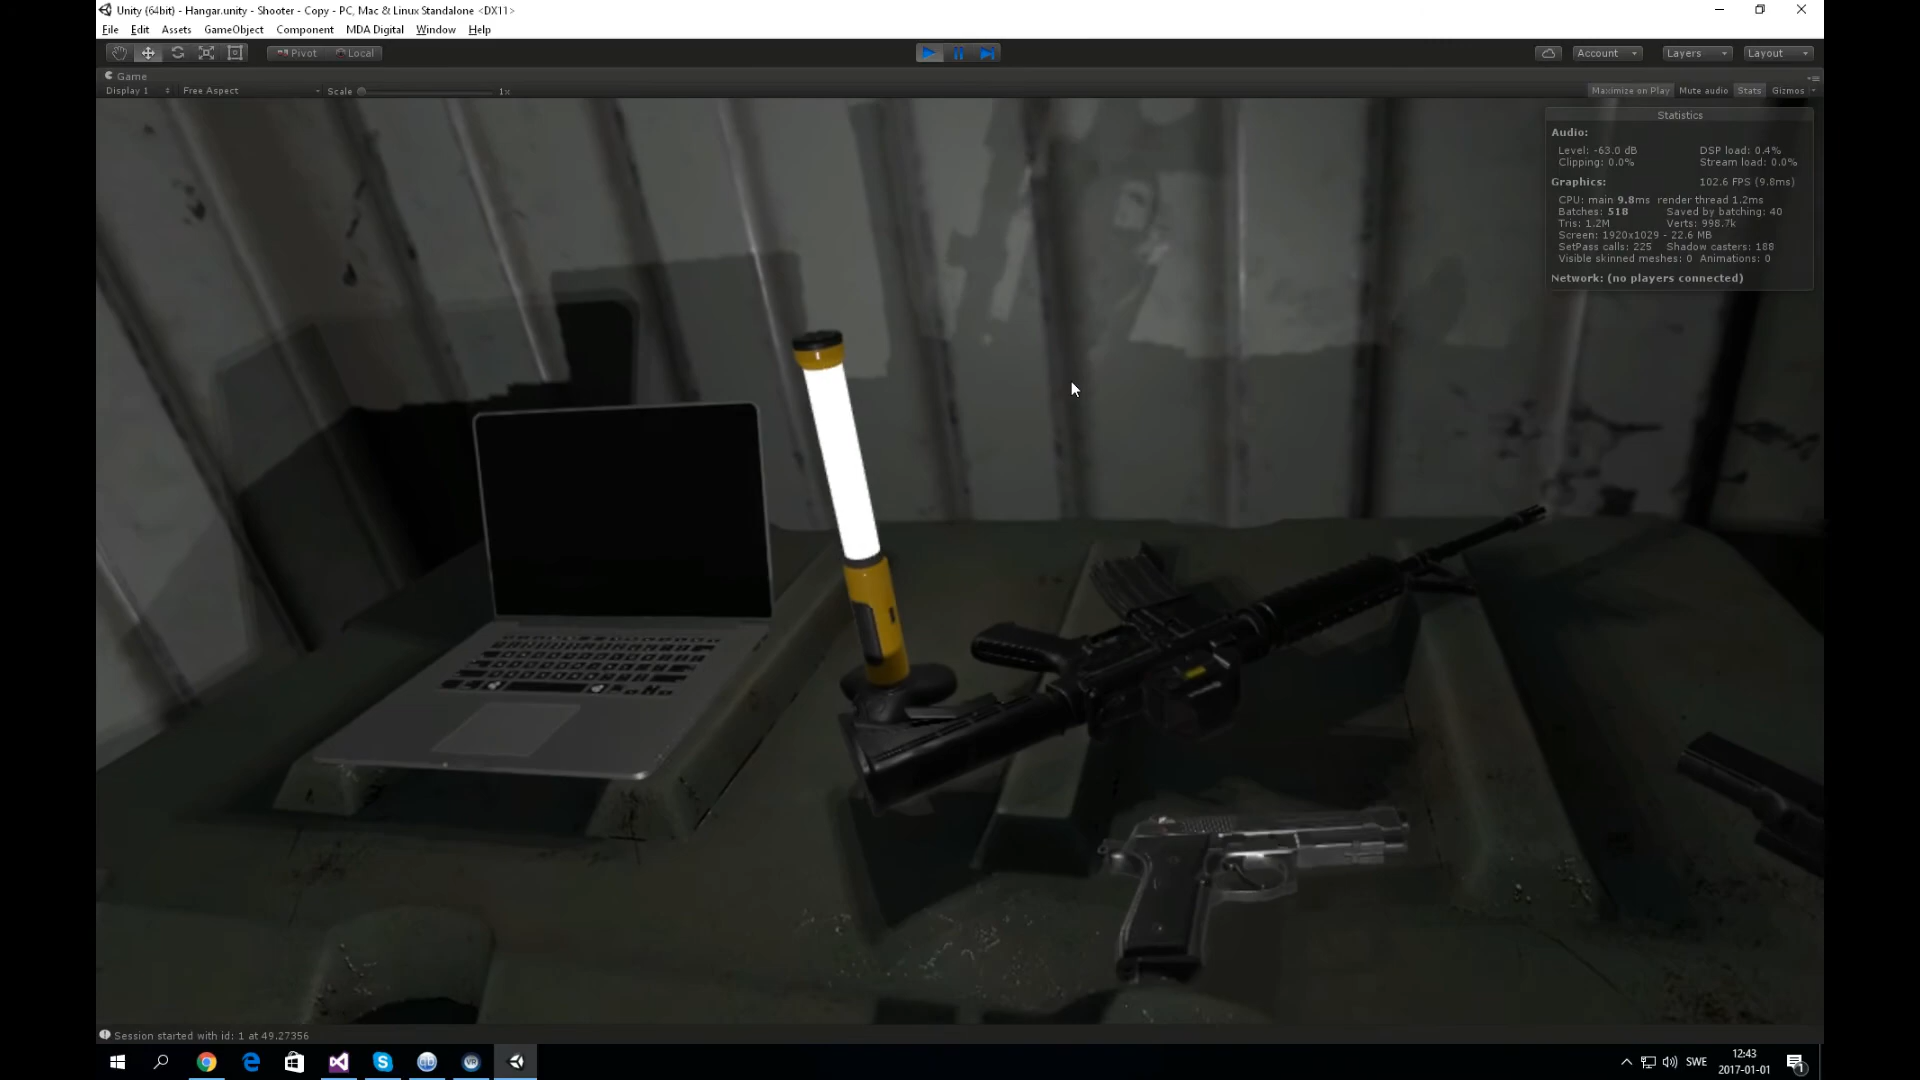 Unity (64bit) - Hangar.unity - Shooter - Copy - PC, Mac & Linux Standalone <DX11>
File Edit Assets GameObject Component MDA Digital Window Help
Pivot Local Account Layers Layout
Game
Display 1 Free Aspect Scale 1x Maximize on Play Mute audio Stats Gizmos
Statistics
Audio:
Level: -63.0 dB DSP load: 0.4%
Clipping: 0.0% Stream load: 0.0%
Graphics: 102.6 FPS (9.8ms)
CPU: main 9.8ms render thread 1.2ms
Batches: 518 Saved by batching: 40
Tris: 1.2M Verts: 998.7k
Screen: 1920x1029 - 22.6 MB
SetPass calls: 225 Shadow casters: 188
Visible skinned meshes: 0 Animations: 0
Network: (no players connected)
Session started with id: 1 at 49.27356
SWE
12:43
2017-01-01
1